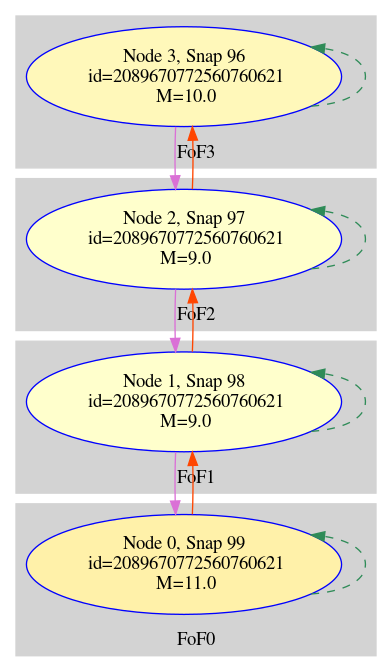 Node 3, Snap 96
id=2089670772560760621
M=10.0
FoF3
Node 2, Snap 97
id=2089670772560760621
M=9.0
FoF2
Node 1, Snap 98
id=2089670772560760621
M=9.0
FoF1
Node 0, Snap 99
id=2089670772560760621
M=11.0
FoF0